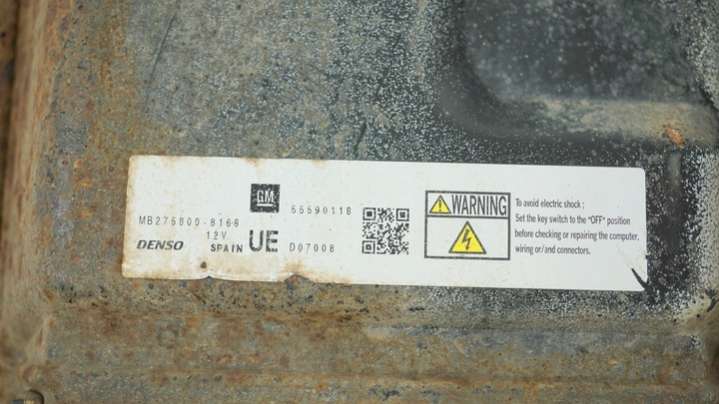 GM
55590118
MB275800-8166
12V
DENSO
SPAIN
UE
D07008
WARNING
To avoid electric shock ;
Set the key switch to the "OFF" position
before checking or repairing the computer,
wiring or/and connectors.